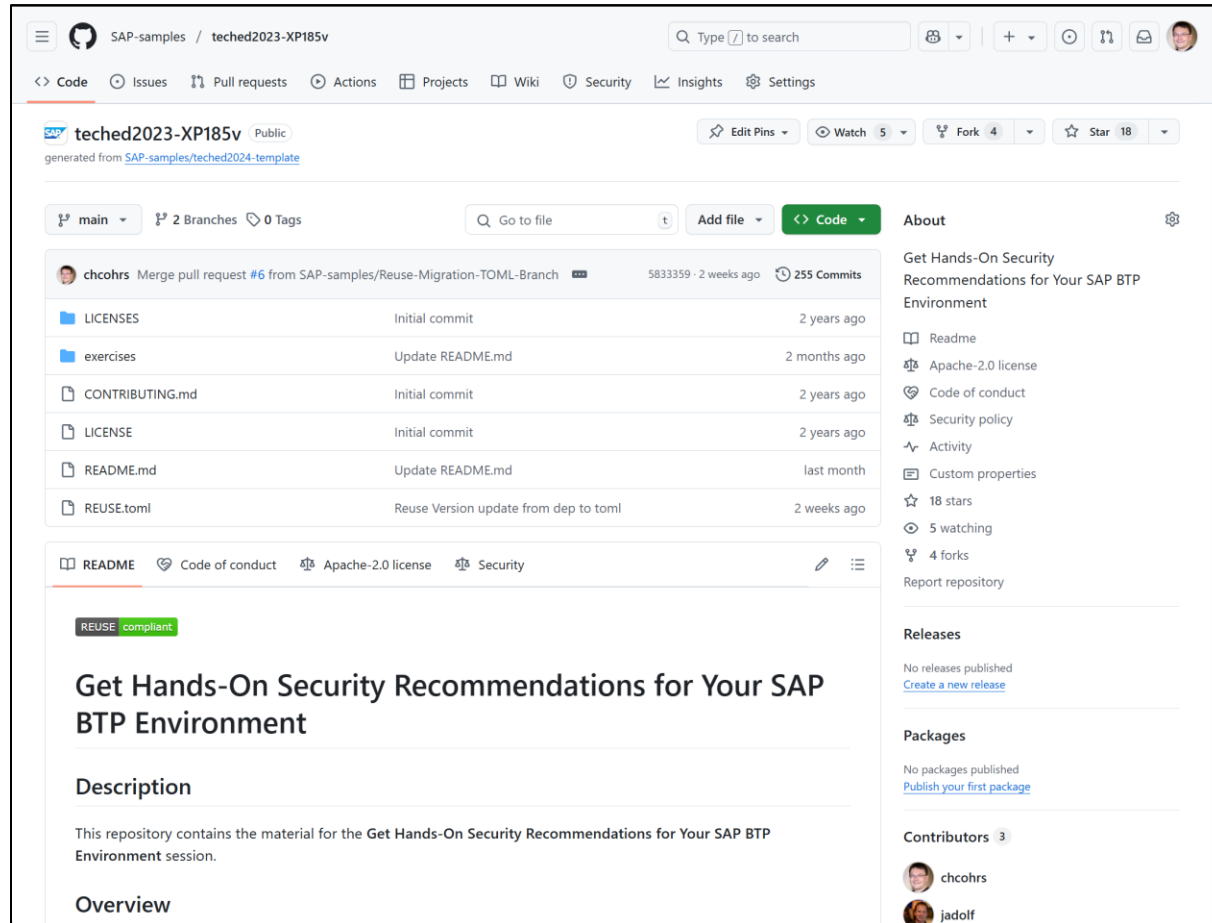 SAP-samples / teched2023-XP185v
Type / to search
Code Issues Pull requests Actions Projects Wiki Security Insights Settings
SAP teched2023-XP185v Public
Edit Pins Watch 5 Fork 4 Star 18
generated from SAP-samples/teched2024-template
main 2 Branches 0 Tags Go to file t Add file Code
About
chcohrs Merge pull request #6 from SAP-samples/Reuse-Migration-TOML-Branch 5833359 · 2 weeks ago 255 Commits
LICENSES Initial commit 2 years ago
exercises Update README.md 2 months ago
CONTRIBUTING.md Initial commit 2 years ago
LICENSE Initial commit 2 years ago
README.md Update README.md last month
REUSE.toml Reuse Version update from dep to toml 2 weeks ago
Get Hands-On Security
Recommendations for Your SAP BTP
Environment
Readme
Apache-2.0 license
Code of conduct
Security policy
Activity
Custom properties
18 stars
5 watching
4 forks
Report repository
Releases
No releases published
Create a new release
Packages
No packages published
Publish your first package
Contributors 3
chcohrs
jadolf
README Code of conduct Apache-2.0 license Security
REUSE compliant
Get Hands-On Security Recommendations for Your SAP
BTP Environment
Description
This repository contains the material for the Get Hands-On Security Recommendations for Your SAP BTP
Environment session.
Overview